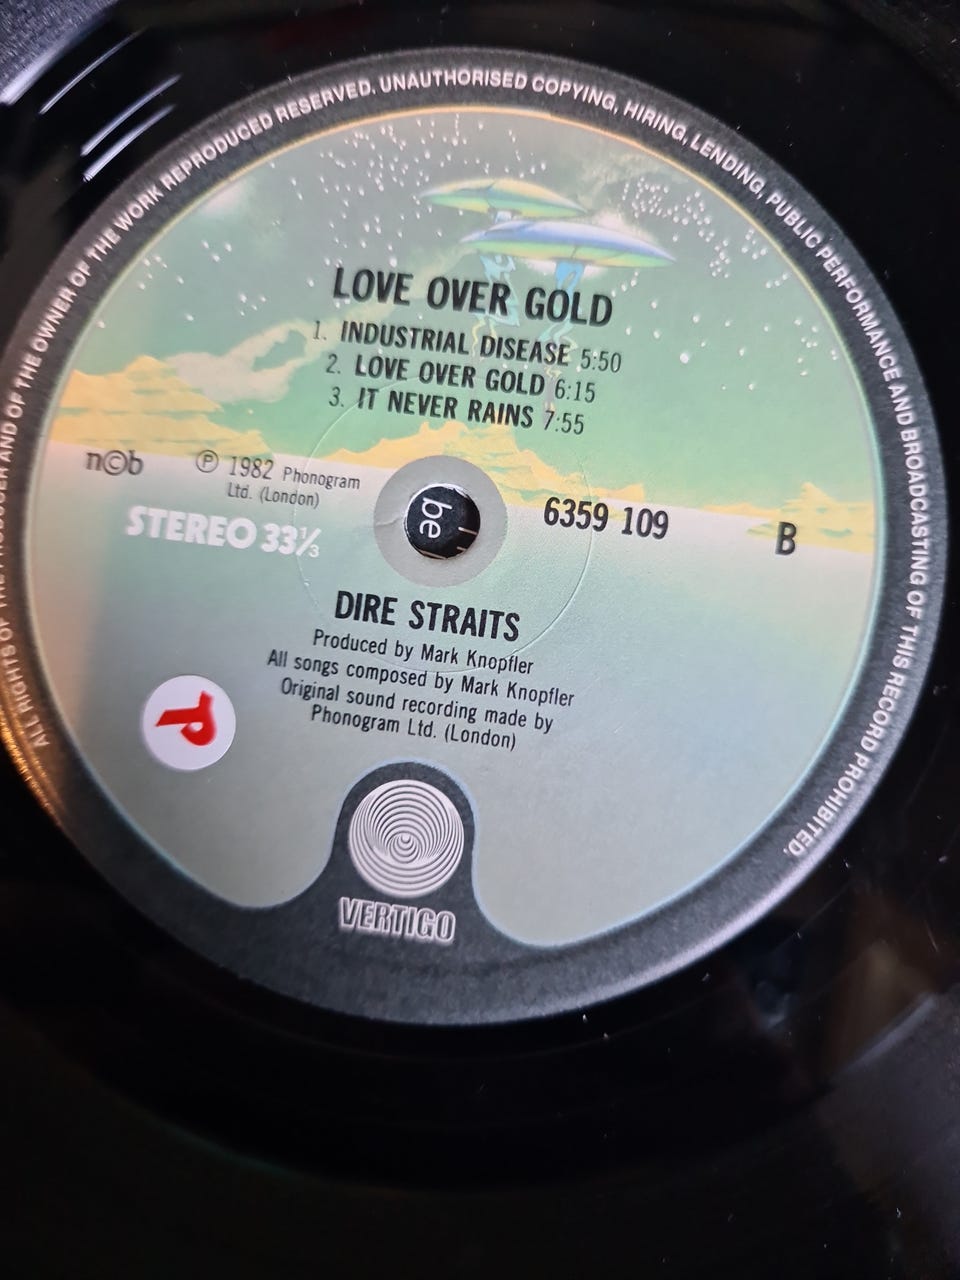 ALL RIGHTS OF THE PRODUCER AND OF THE OWNER OF THE WORK REPRODUCED RESERVED. UNAUTHORISED COPYING, HIRING, LENDING, PUBLIC PERFORMANCE AND BROADCASTING OF THIS RECORD PROHIBITED.
LOVE OVER GOLD
1. INDUSTRIAL DISEASE 5:50
2. LOVE OVER GOLD 6:15
3. IT NEVER RAINS 7:55
n©b
℗ 1982 Phonogram
Ltd. (London)
STEREO 33⅓
be
6359 109
B
DIRE STRAITS
Produced by Mark Knopfler
All songs composed by Mark Knopfler
Original sound recording made by
Phonogram Ltd. (London)
P
VERTIGO